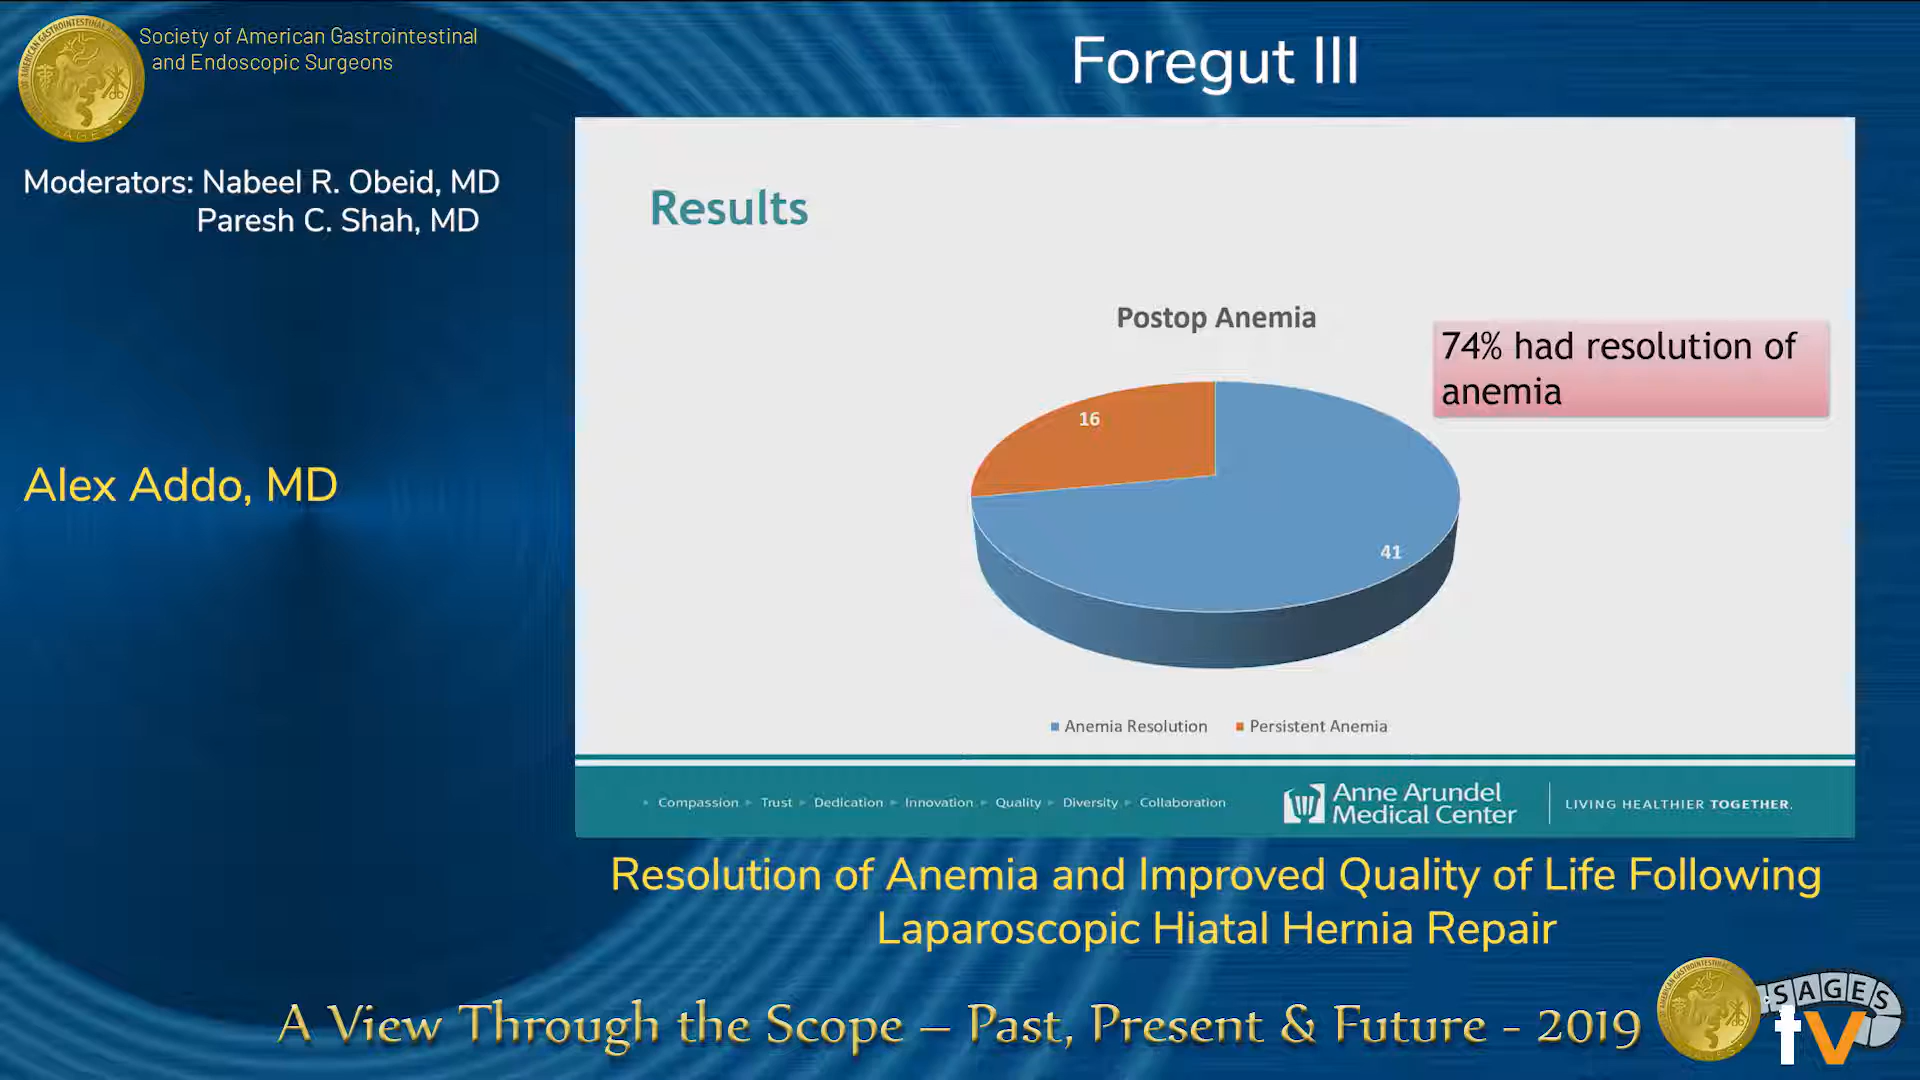 Society of American Gastrointestinal
and Endoscopic Surgeons
Foregut III
Moderators: Nabeel R. Obeid, MD
Paresh C. Shah, MD
Alex Addo, MD
Results
Postop Anemia
74% had resolution of
anemia
16
41
Anemia Resolution
Persistent Anemia
Compassion Trust Dedication Innovation Quality Diversity Collaboration
Anne Arundel
Medical Center
LIVING HEALTHIER TOGETHER.
Resolution of Anemia and Improved Quality of Life Following
Laparoscopic Hiatal Hernia Repair
A View Through the Scope – Past, Present & Future - 2019
SAGES
tv